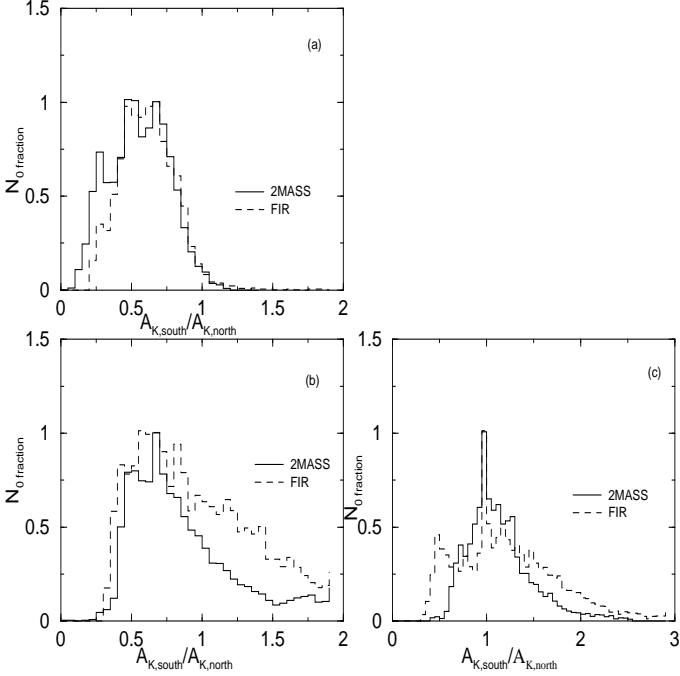 1.5
(a)
1
N0 fraction
0.5
2MASS
FIR
0
0 0.5 1 1.5 2
AK,south/AK,north
1.5 1.5
(b) (c)
1 1
N0 fraction N0 fraction
2MASS
FIR
2MASS
FIR
0.5 0.5
0 0
0 0.5 1 1.5 2 0 1 2 3
AK,south/AK,north AK,south/AK,north